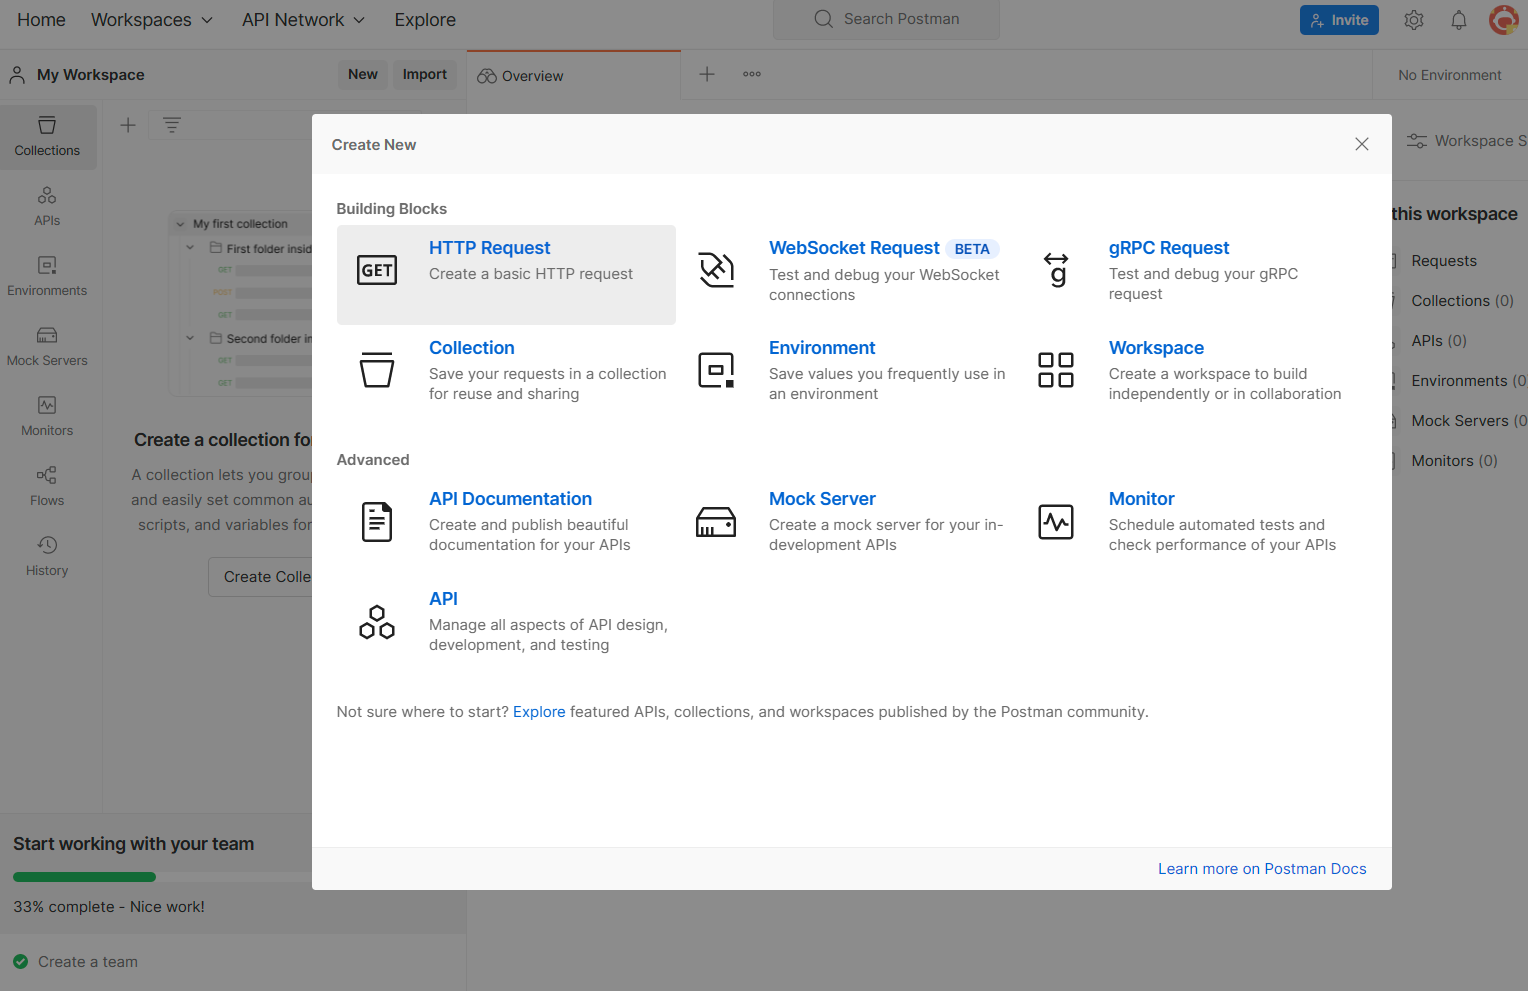 Home Workspaces API Network Explore Search Postman Invite
My Workspace New Import Overview No Environment
Collections
APIs
Environments
Mock Servers
Monitors
Flows
History
My first collection
First folder insid
GET
POST
GET
Second folder in
GET
GET
Create a collection fo
A collection lets you grou
and easily set common au
scripts, and variables for
Create Colle
Start working with your team
33% complete - Nice work!
Create a team
Create New
Building Blocks
GET
HTTP Request
Create a basic HTTP request
WebSocket Request BETA
Test and debug your WebSocket
connections
g
gRPC Request
Test and debug your gRPC
request
Collection
Save your requests in a collection
for reuse and sharing
Environment
Save values you frequently use in
an environment
Workspace
Create a workspace to build
independently or in collaboration
Advanced
API Documentation
Create and publish beautiful
documentation for your APIs
Mock Server
Create a mock server for your in-
development APIs
Monitor
Schedule automated tests and
check performance of your APIs
API
Manage all aspects of API design,
development, and testing
Not sure where to start? Explore featured APIs, collections, and workspaces published by the Postman community.
Learn more on Postman Docs
Workspace S
this workspace
Requests
Collections (0)
APIs (0)
Environments (0
Mock Servers (0
Monitors (0)